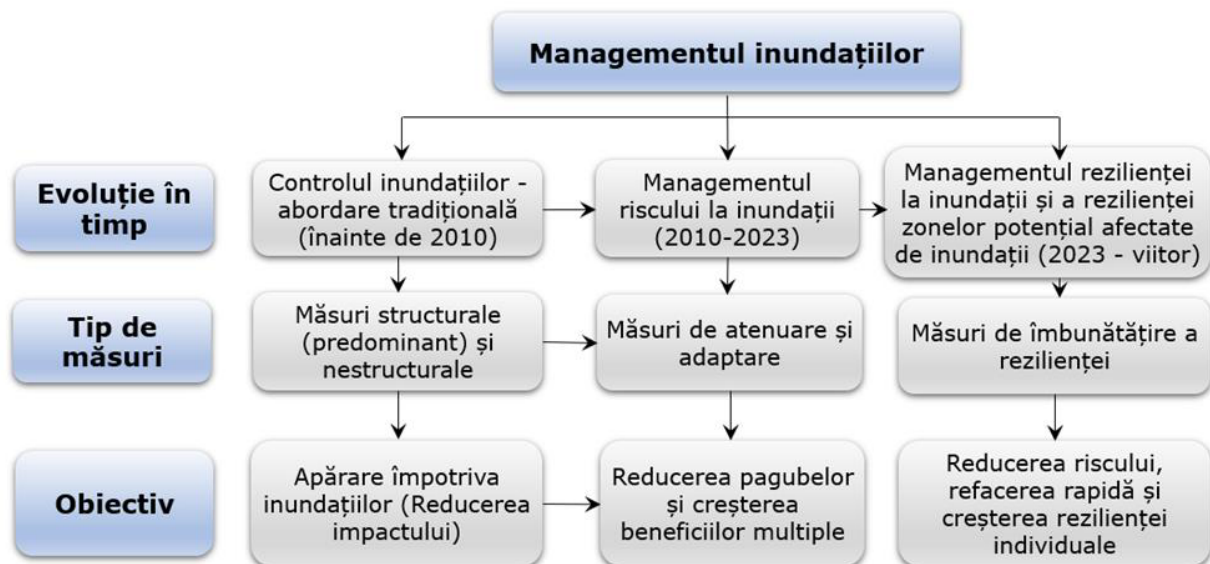 Managementul inundațiilor
Evoluție în
timp
Controlul inundațiilor -
abordare tradițională
(înainte de 2010)
Managementul
riscului la inundații
(2010-2023)
Managementul rezilienței
la inundații și a rezilienței
zonelor potențial afectate
de inundații (2023 - viitor)
Tip de
măsuri
Măsuri structurale
(predominant) și
nestructurale
Măsuri de atenuare și
adaptare
Măsuri de îmbunătățire a
rezilienței
Obiectiv
Apărare împotriva
inundațiilor (Reducerea
impactului)
Reducerea pagubelor
și creșterea
beneficiilor multiple
Reducerea riscului,
refacerea rapidă și
creșterea rezilienței
individuale